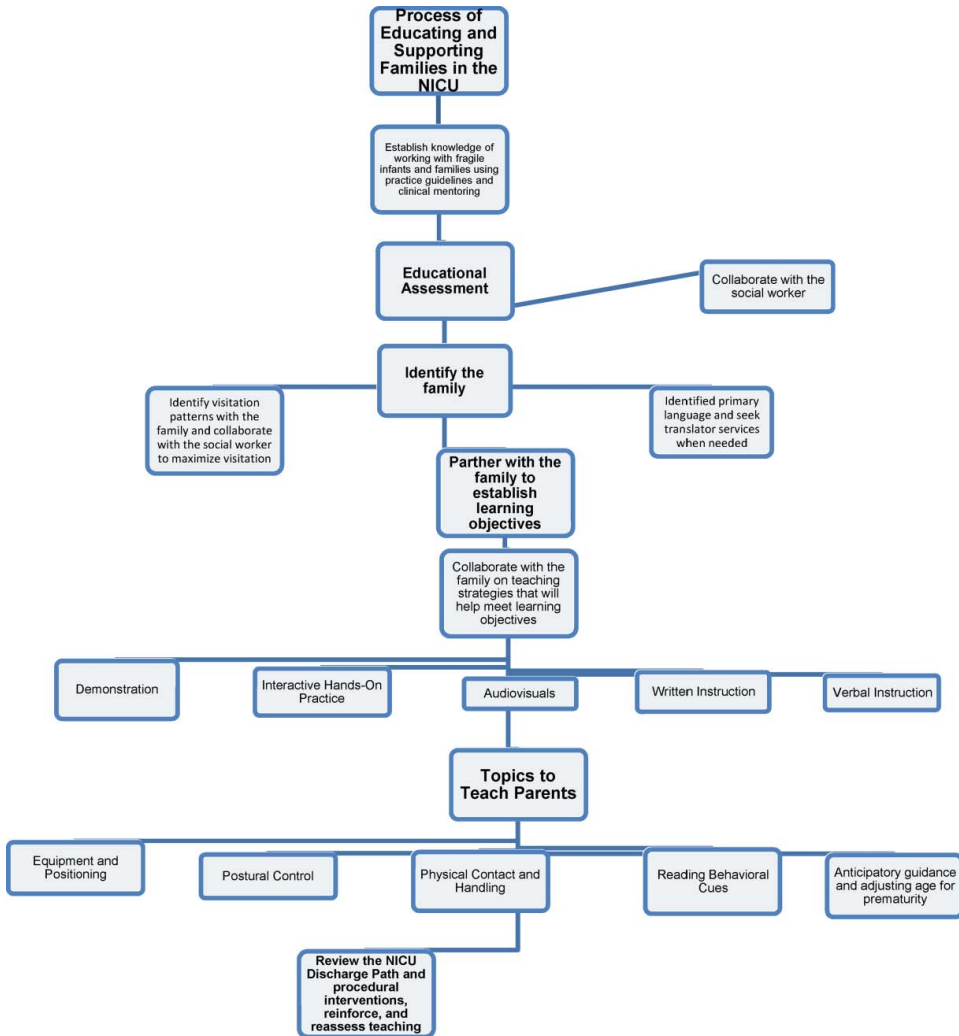 Process of
Educating and
Supporting
Families in the
NICU
Establish knowledge of
working with fragile
infants and families using
practice guidelines and
clinical mentoring
Educational
Assessment
Collaborate with the
social worker
Identify the
family
Identify visitation
patterns with the
family and collaborate
with the social worker
to maximize visitation
Identified primary
language and seek
translator services
when needed
Parther with the
family to
establish
learning
objectives
Collaborate with the
family on teaching
strategies that will
help meet learning
objectives
Demonstration
Interactive Hands-On
Practice
Audiovisuals
Written Instruction
Verbal Instruction
Topics to
Teach Parents
Equipment and
Positioning
Postural Control
Physical Contact and
Handling
Reading Behavioral
Cues
Anticipatory guidance
and adjusting age for
prematurity
Review the NICU
Discharge Path and
procedural
interventions,
reinforce, and
reassess teaching